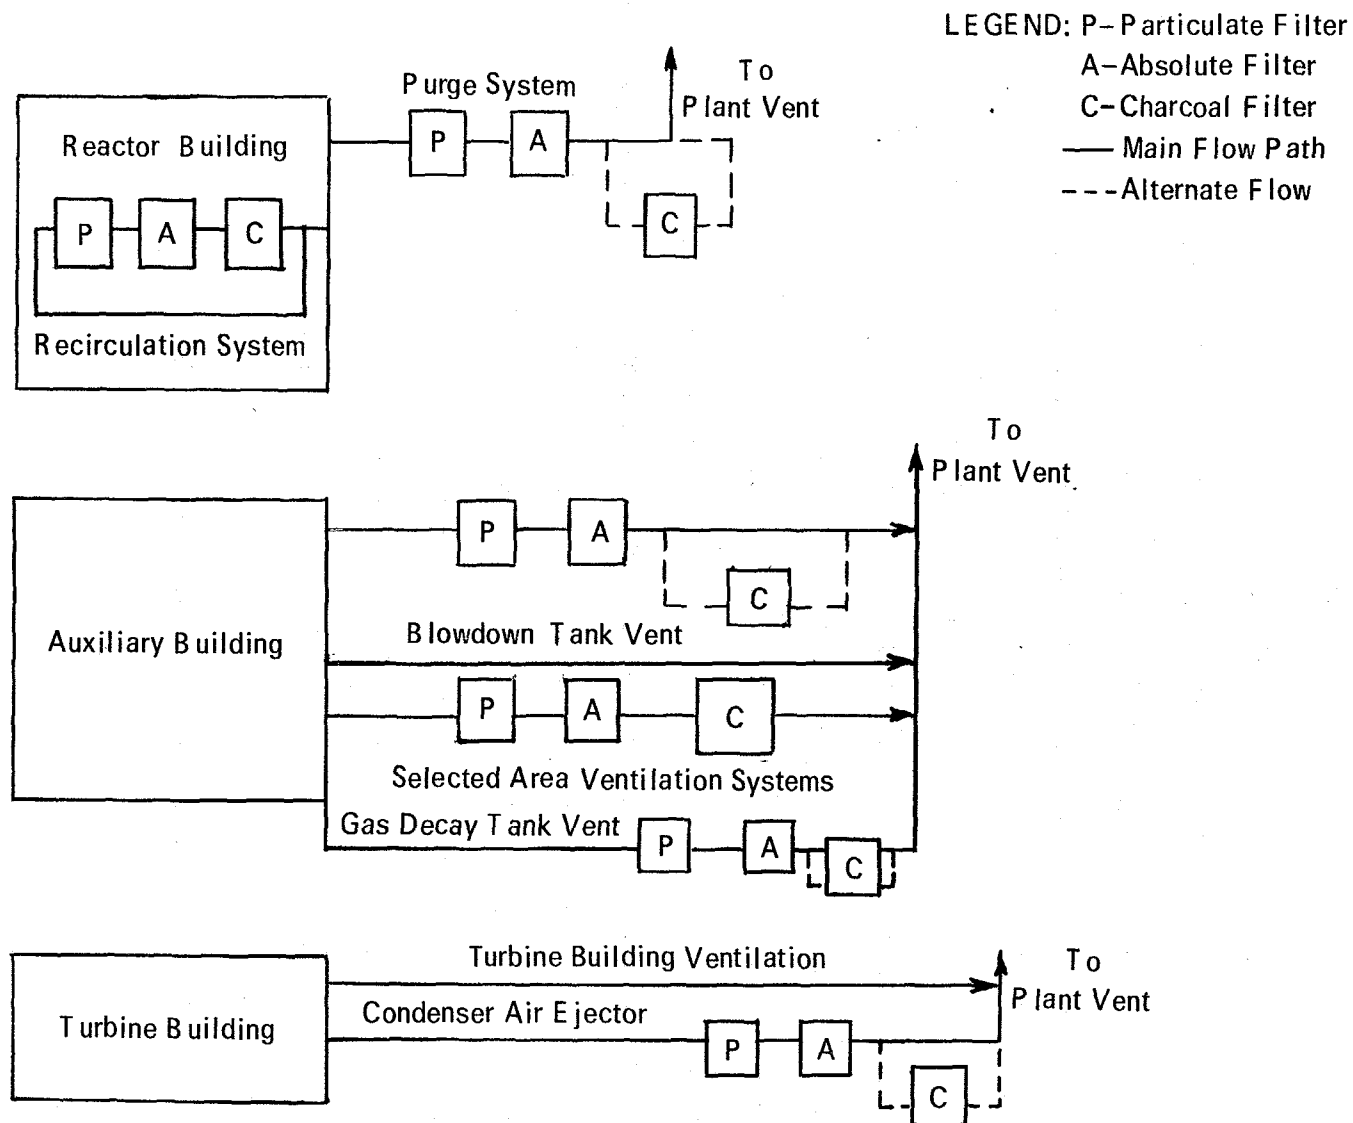 LEGEND: P-Particulate Filter
A-Absolute Filter
C-Charcoal Filter
Main Flow Path
Alternate Flow
Purge System
To
Plant Vent
Reactor Building
P A
P A C
C
Recirculation System
To
Plant Vent
P A
C
Auxiliary Building
Blowdown Tank Vent
P A C
Selected Area Ventilation Systems
Gas Decay Tank Vent
P A C
Turbine Building Ventilation
To
Plant Vent
Condenser Air Ejector
Turbine Building
P A
C